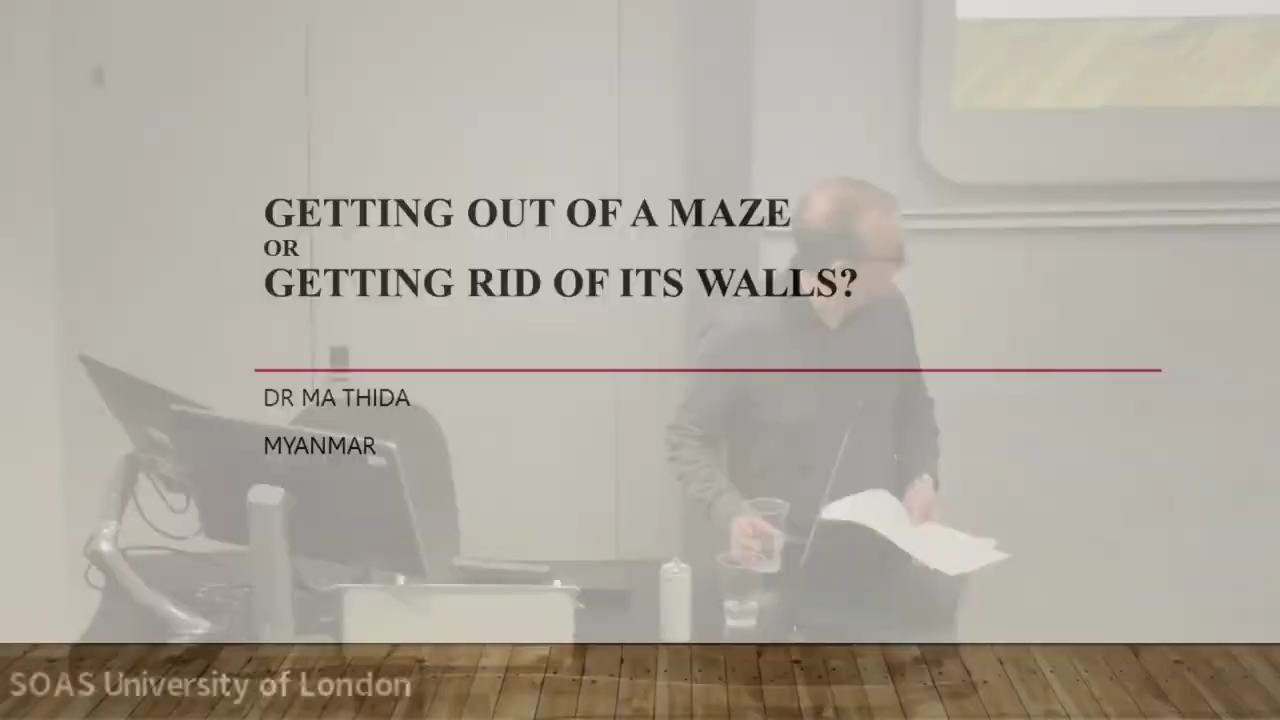 GETTING OUT OF A MAZE
OR
GETTING RID OF ITS WALLS?
DR MA THIDA
MYANMAR
SOAS University of London